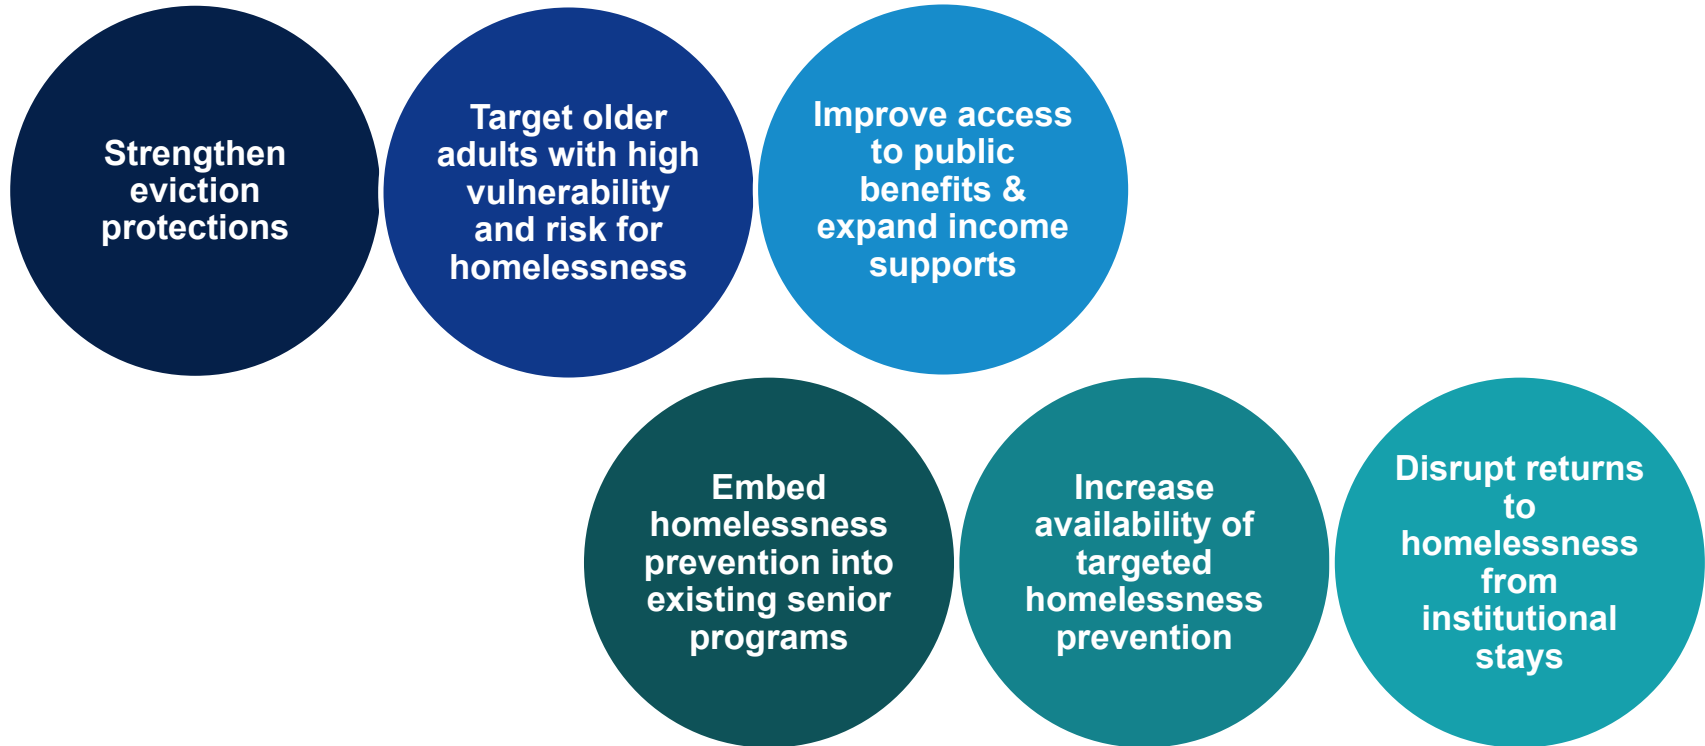 Strengthen
eviction
protections
Target older
adults with high
vulnerability
and risk for
homelessness
Improve access
to public
benefits &
expand income
supports
Embed
homelessness
prevention into
existing senior
programs
Increase
availability of
targeted
homelessness
prevention
Disrupt returns
to
homelessness
from
institutional
stays